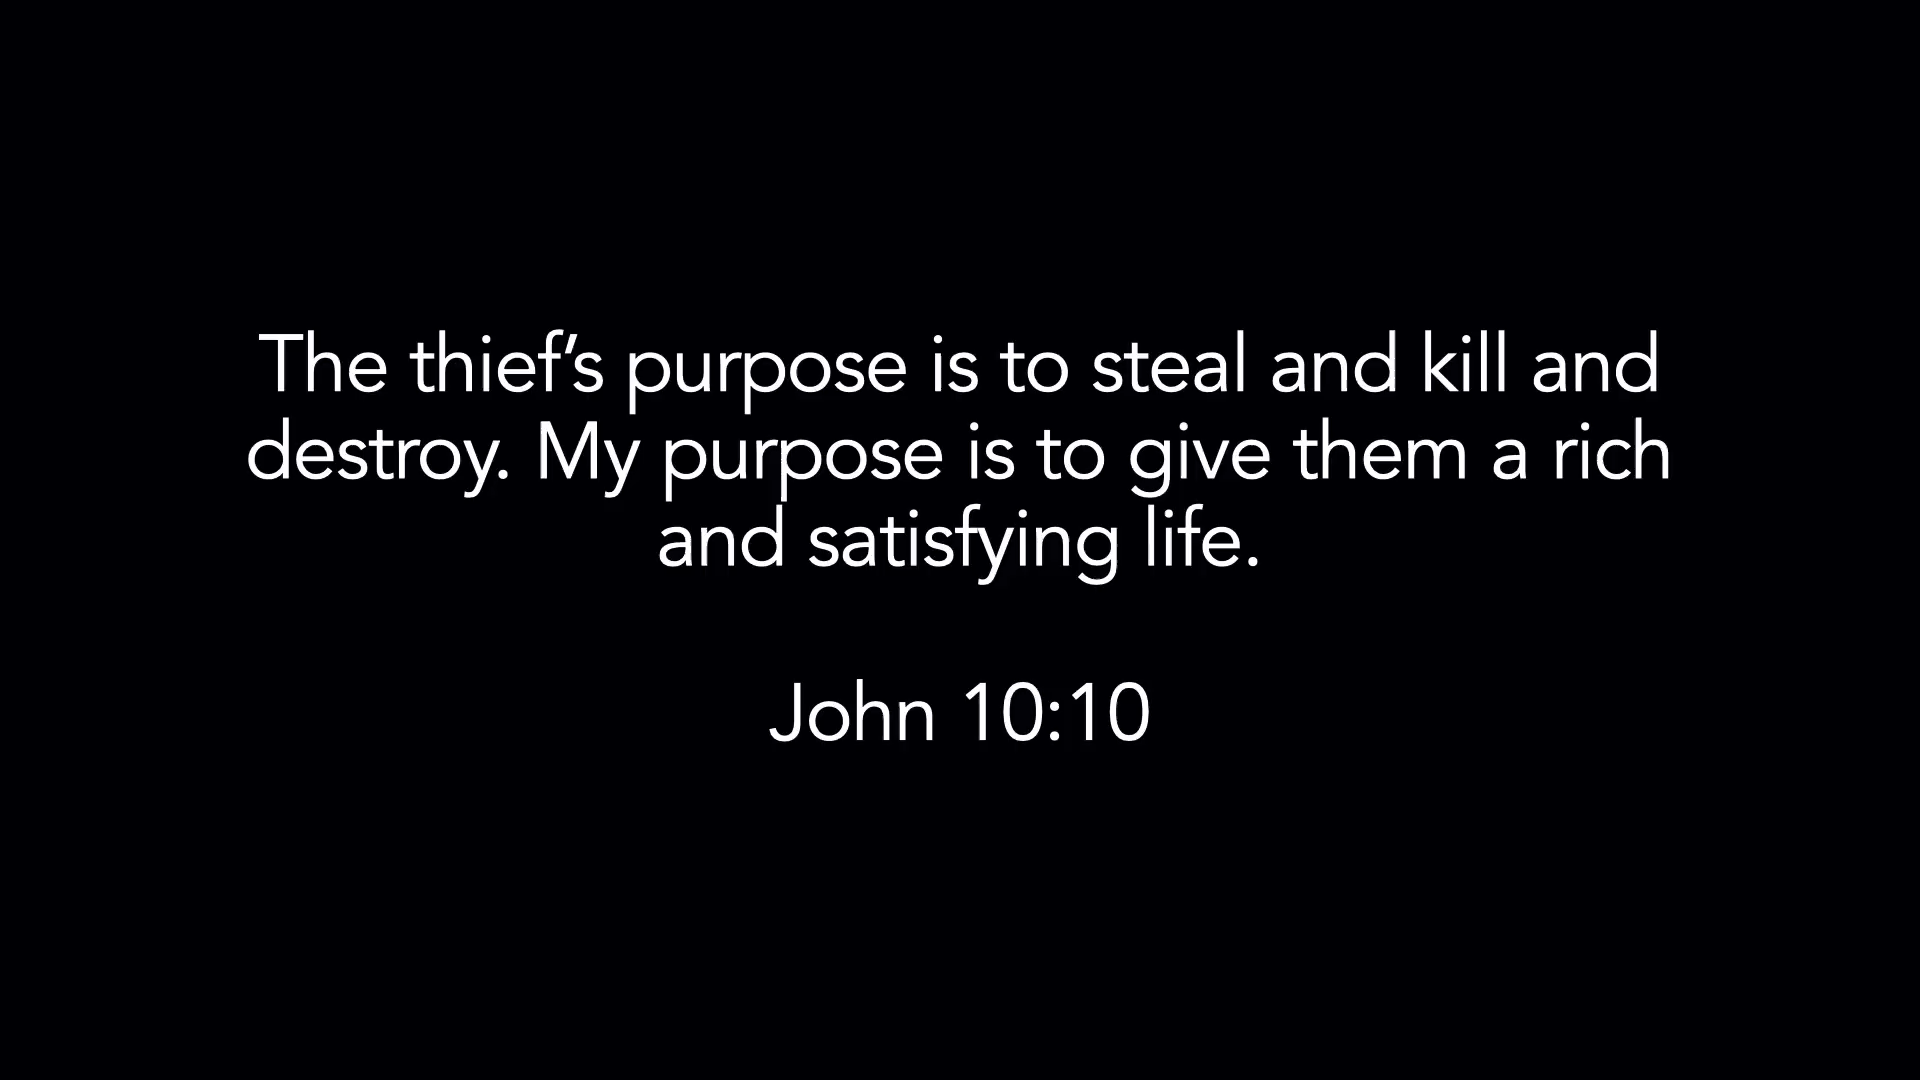 The thief’s purpose is to steal and kill and
destroy. My purpose is to give them a rich
and satisfying life.
John 10:10